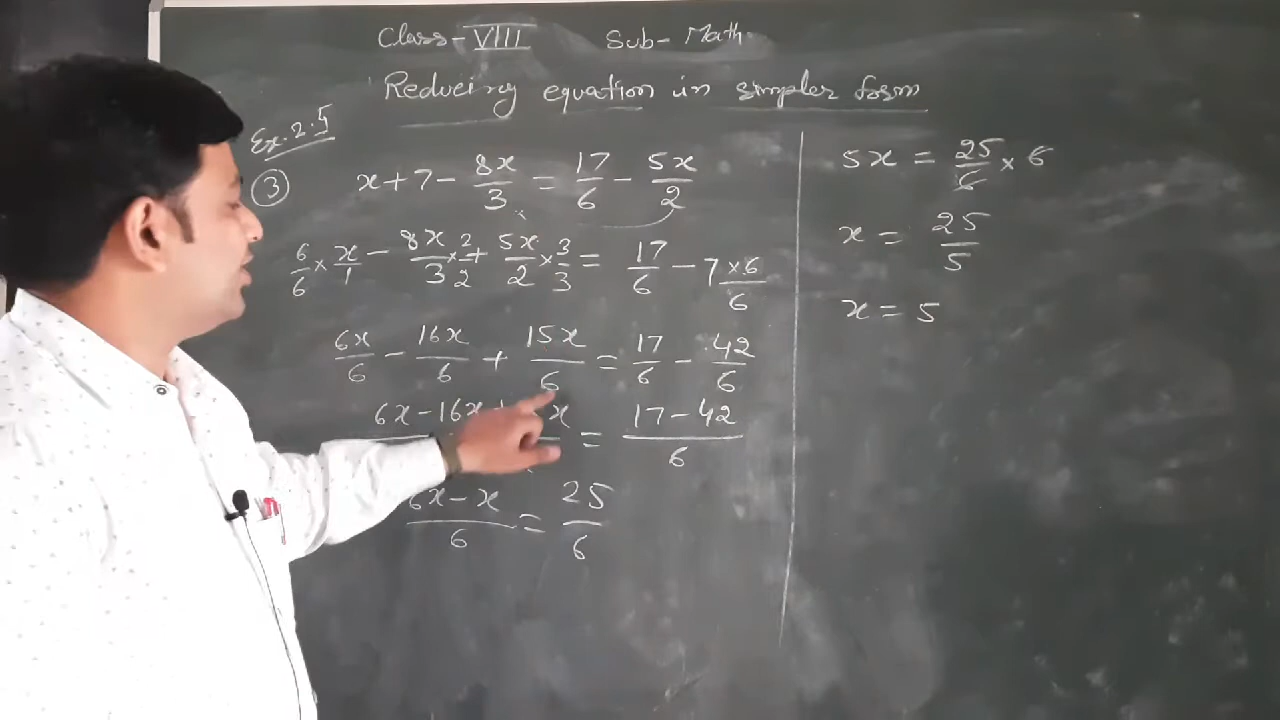 Class-VIII Sub-Math.
Reducing equation in simpler form
Ex. 2.5
③ x+7 - 8x/3 = 17/6 - 5x/2
6/6 × x/1 - 8x/3 × 2/2 + 5x/2 × 3/3 = 17/6 - 7×6/6
6x/6 - 16x/6 + 15x/6 = 17/6 - 42/6
6x-16x x = 17-42/6
6x-x/6 = 25/6
5x = 25/6 × 6
x = 25/5
x = 5